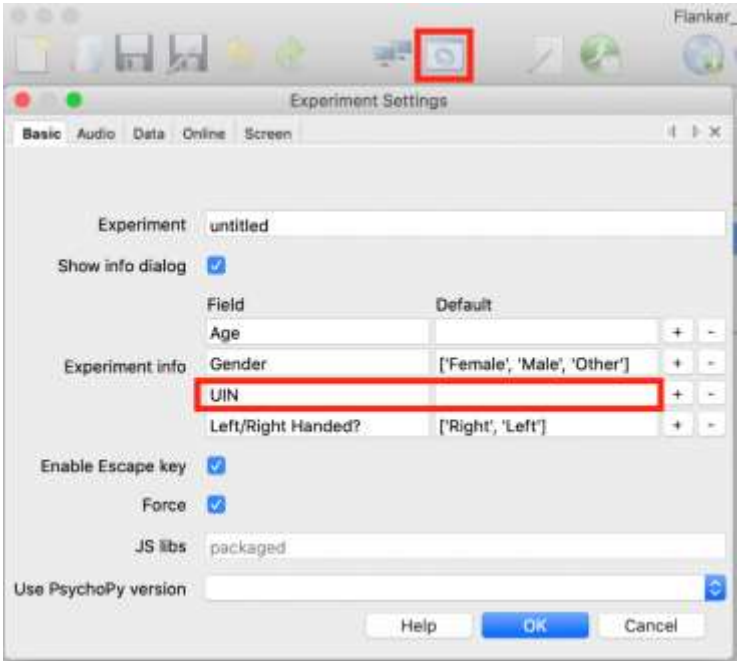 Flanker_
Experiment Settings
Basic Audio Data Online Screen
Experiment untitled
Show info dialog
Field Default
Age
Experiment info Gender ['Female', 'Male', 'Other']
UIN
Left/Right Handed? ['Right', 'Left']
Enable Escape key
Force
JS libs packaged
Use PsychoPy version
Help OK Cancel